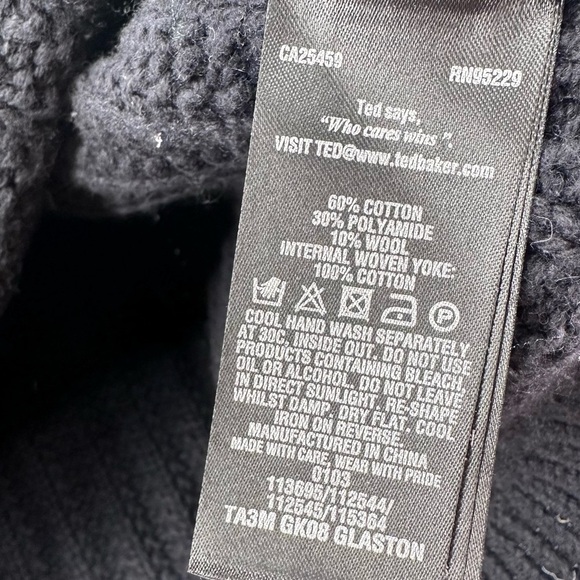 CA25459 RN95229
Ted says,
"Who cares wins".
VISIT TED@www.tedbaker.com
60% COTTON
30% POLYAMIDE
10% WOOL
INTERNAL WOVEN YOKE:
100% COTTON
P
COOL HAND WASH SEPARATELY
AT 30C, INSIDE OUT. DO NOT USE
PRODUCTS CONTAINING BLEACH
OIL OR ALCOHOL. DO NOT LEAVE
IN DIRECT SUNLIGHT, RE-SHAPE
WHILST DAMP, DRY FLAT, COOL
IRON ON REVERSE
MANUFACTURED IN CHINA
MADE WITH CARE, WEAR WITH PRIDE
0103
113695/112544/
112545/115364
TA3M GK08 GLASTON